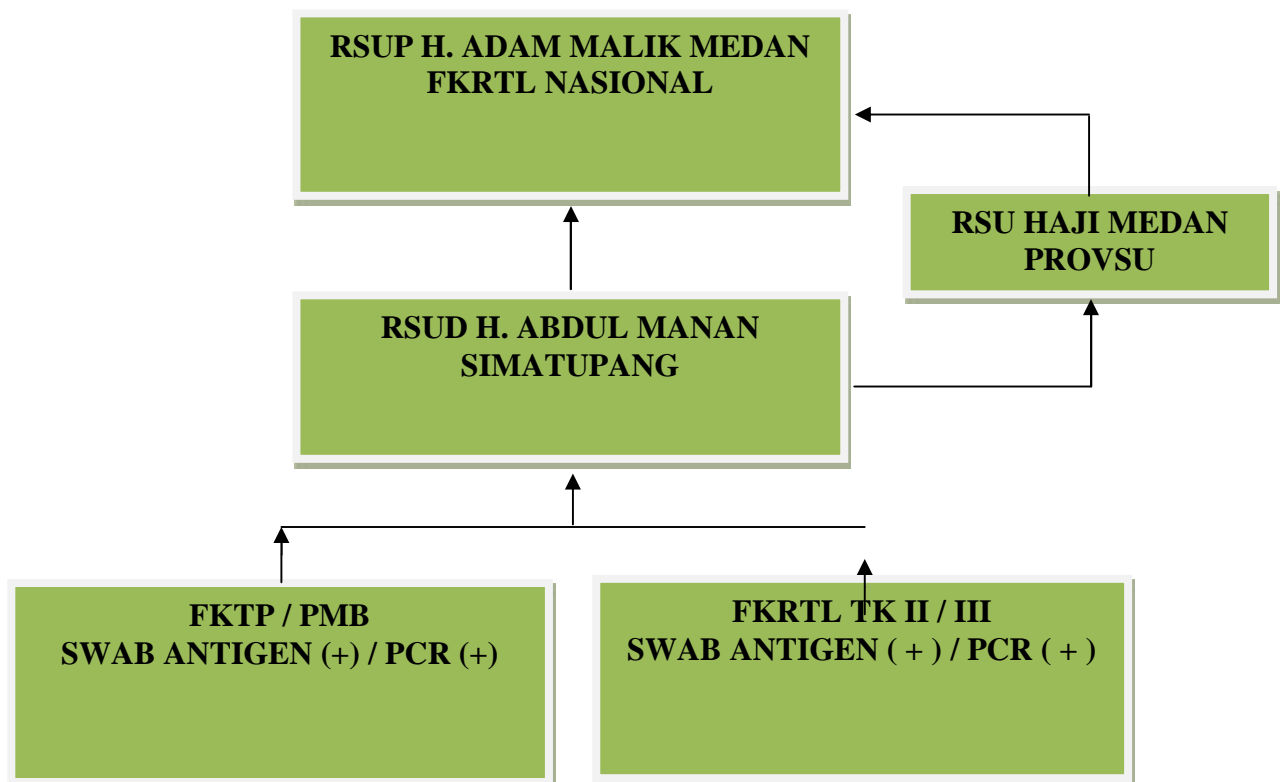 RSUP H. ADAM MALIK MEDAN
FKRTL NASIONAL
RSU HAJI MEDAN
PROVSU
RSUD H. ABDUL MANAN
SIMATUPANG
FKTP / PMB
SWAB ANTIGEN (+) / PCR (+)
FKRTL TK II / III
SWAB ANTIGEN ( + ) / PCR ( + )